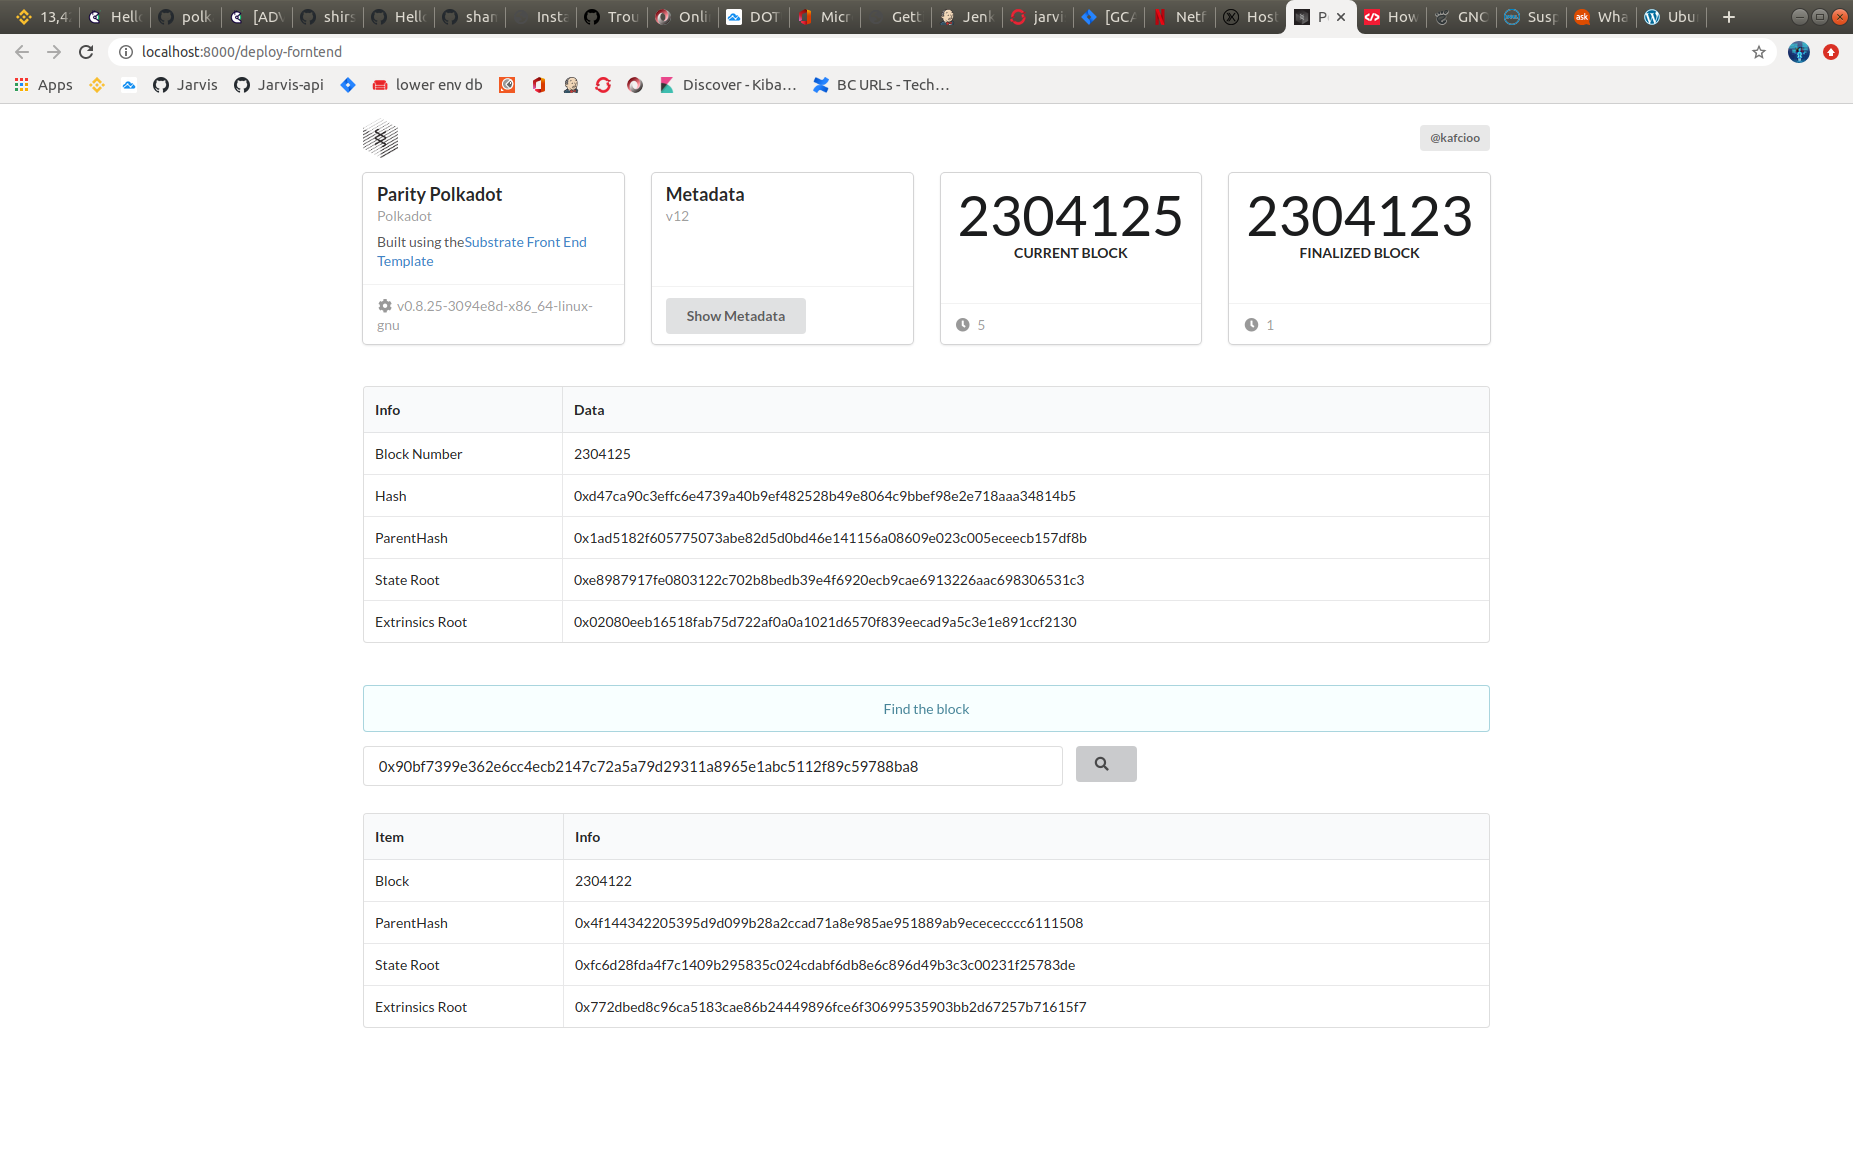 13,4
Hell
polk
[ADV
shirs
Hell
shan
Insta
Trou
Onli
DOT
Micr
Gett
Jenk
jarvi
[GCA
Netf
Host
P
How
GNO
Susp
Wha
Ubu
localhost:8000/deploy-forntend
Apps
Jarvis
Jarvis-api
lower env db
Discover - Kiba…
BC URLs - Tech…
@kafcioo
Parity Polkadot
Polkadot
Built using theSubstrate Front End
Template
v0.8.25-3094e8d-x86_64-linux-
gnu
Metadata
v12
Show Metadata
2304125
CURRENT BLOCK
5
2304123
FINALIZED BLOCK
1
Info Data
Block Number 2304125
Hash 0xd47ca90c3effc6e4739a40b9ef482528b49e8064c9bbef98e2e718aaa34814b5
ParentHash 0x1ad5182f605775073abe82d5d0bd46e141156a08609e023c005eceecb157df8b
State Root 0xe8987917fe0803122c702b8bedb39e4f6920ecb9cae6913226aac698306531c3
Extrinsics Root 0x02080eeb16518fab75d722af0a0a1021d6570f839eecad9a5c3e1e891ccf2130
Find the block
0x90bf7399e362e6cc4ecb2147c72a5a79d29311a8965e1abc5112f89c59788ba8
Item Info
Block 2304122
ParentHash 0x4f144342205395d9d099b28a2ccad71a8e985ae951889ab9ecececccc6111508
State Root 0xfc6d28fda4f7c1409b295835c024cdabf6db8e6c896d49b3c3c00231f25783de
Extrinsics Root 0x772dbed8c96ca5183cae86b24449896fce6f30699535903bb2d67257b71615f7